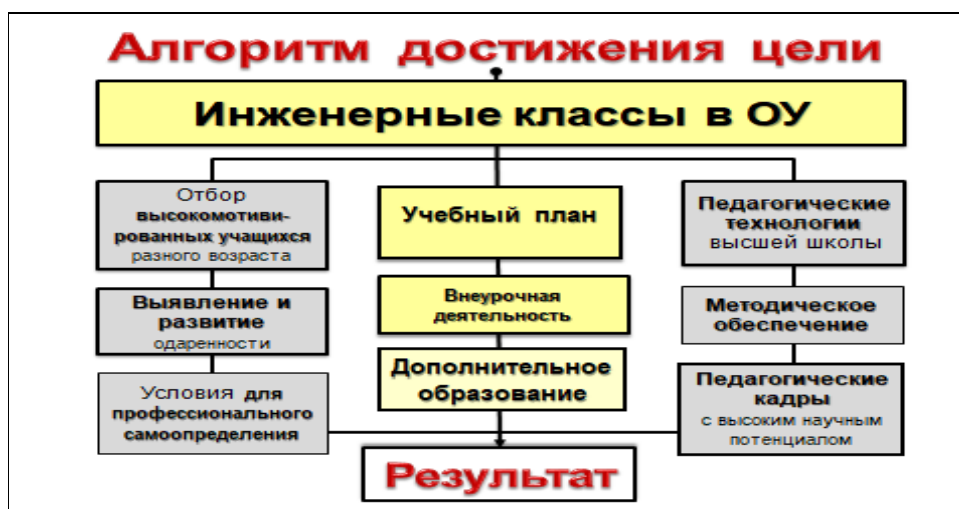 Алгоритм достижения цели
Инженерные классы в ОУ
Отбор
высокомотиви-
рованных учащихся
разного возраста
Выявление и
развитие
одаренности
Условия для
профессионального
самоопределения
Учебный план
Внеурочная
деятельность
Дополнительное
образование
Педагогические
технологии
высшей школы
Методическое
обеспечение
Педагогические
кадры
с высоким научным
потенциалом
Результат